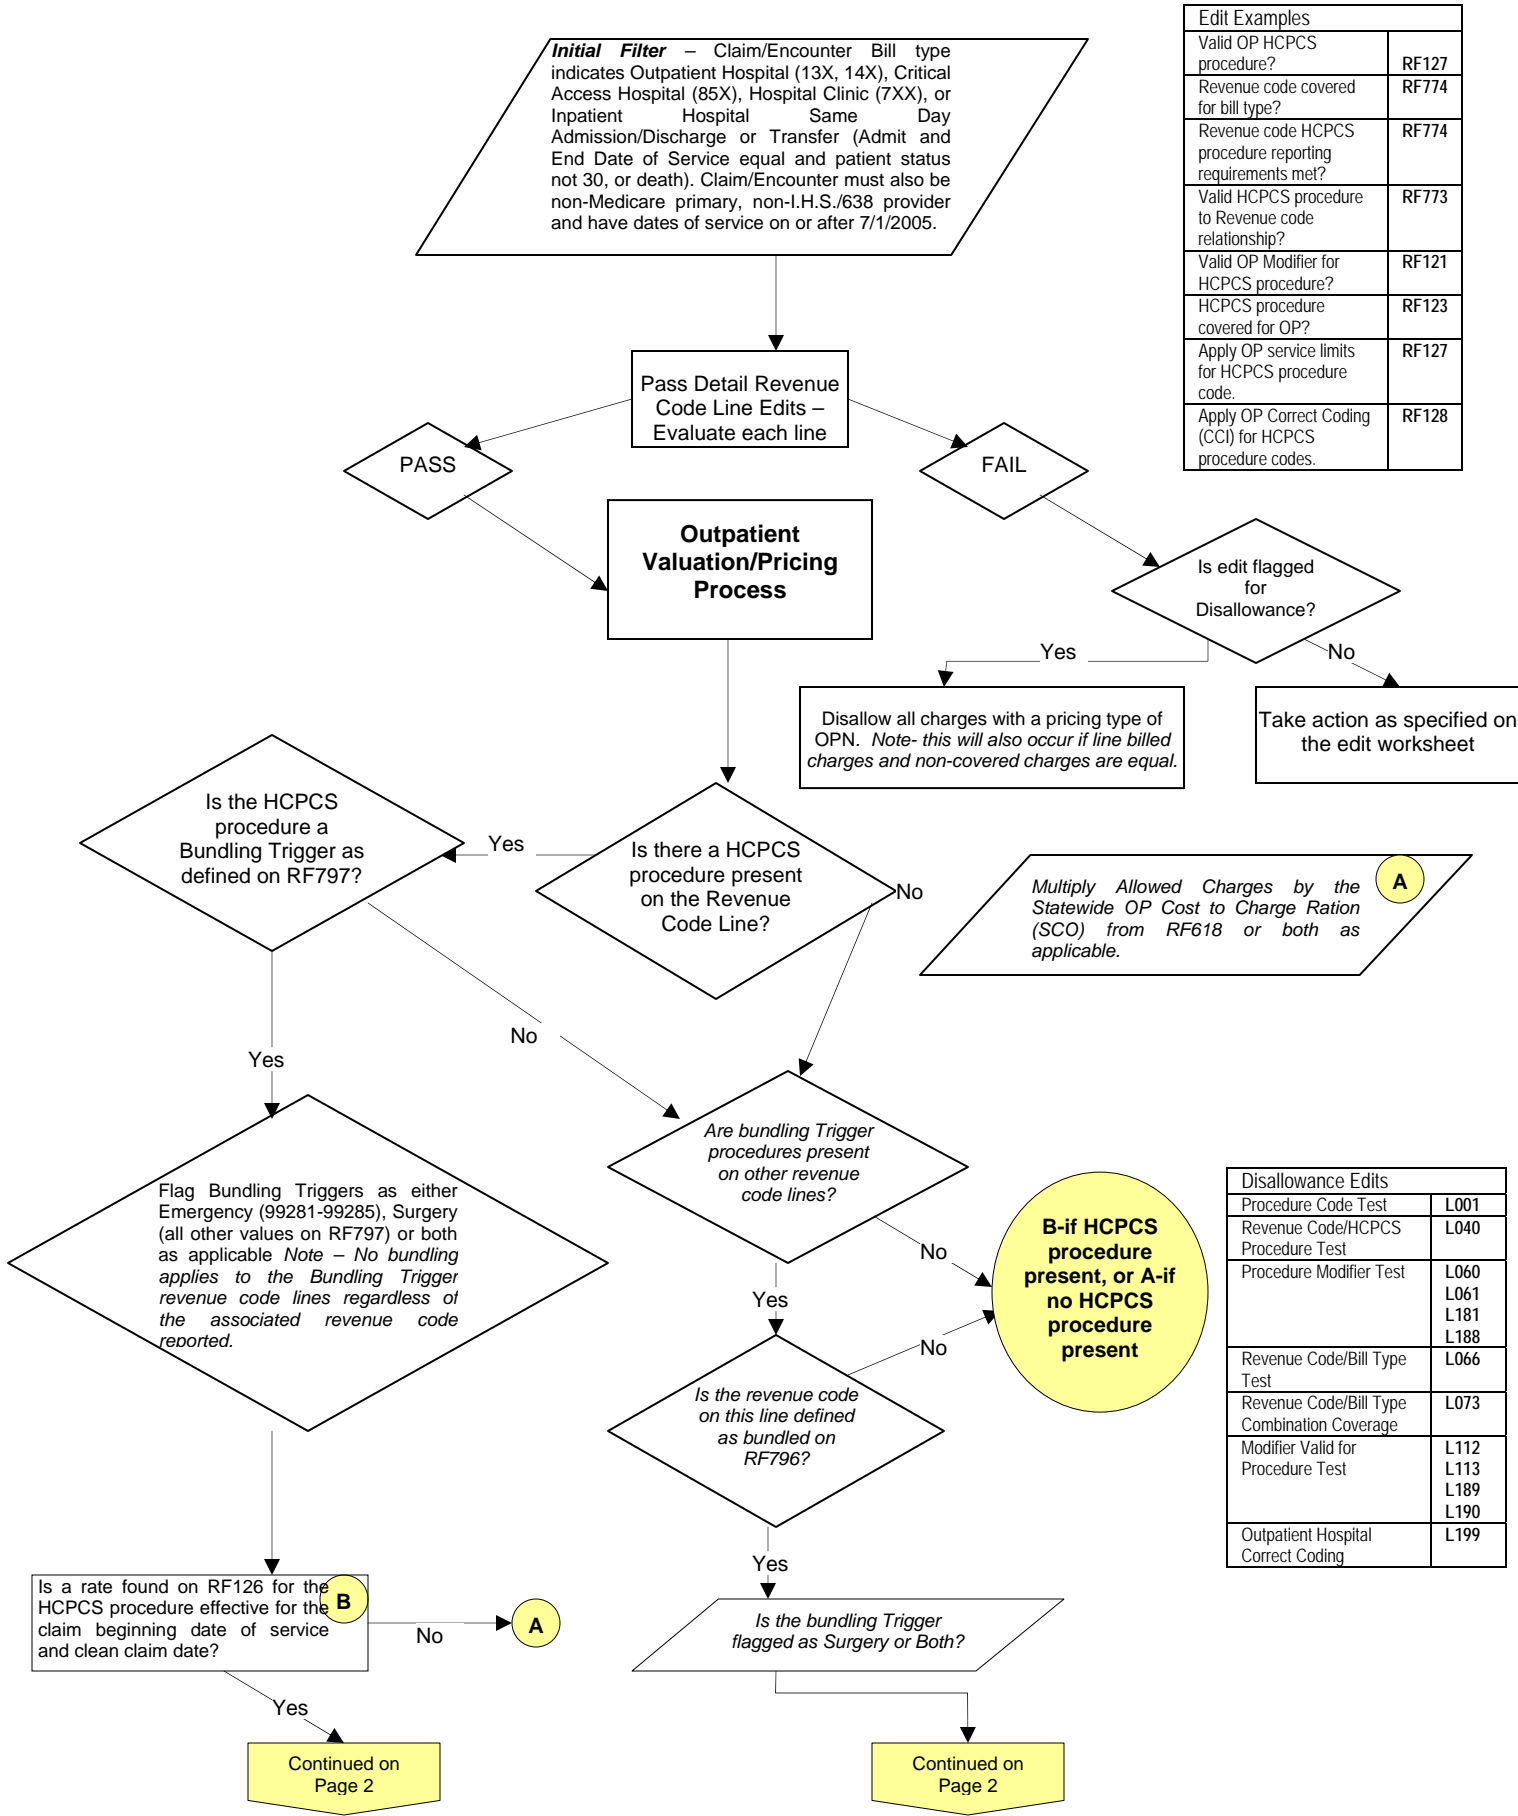 Initial Filter – Claim/Encounter Bill type
indicates Outpatient Hospital (13X, 14X), Critical
Access Hospital (85X), Hospital Clinic (7XX), or
Inpatient Hospital Same Day
Admission/Discharge or Transfer (Admit and
End Date of Service equal and patient status
not 30, or death). Claim/Encounter must also be
non-Medicare primary, non-I.H.S./638 provider
and have dates of service on or after 7/1/2005.
Edit Examples
Valid OP HCPCS
procedure? RF127
Revenue code covered RF774
for bill type?
Revenue code HCPCS RF774
procedure reporting
requirements met?
Valid HCPCS procedure RF773
to Revenue code
relationship?
Valid OP Modifier for RF121
HCPCS procedure?
HCPCS procedure RF123
covered for OP?
Apply OP service limits RF127
for HCPCS procedure
code.
Apply OP Correct Coding RF128
(CCI) for HCPCS
procedure codes.
Pass Detail Revenue
Code Line Edits –
Evaluate each line
PASS
FAIL
Outpatient
Valuation/Pricing
Process
Is edit flagged
for
Disallowance?
Yes
No
Disallow all charges with a pricing type of
OPN. Note- this will also occur if line billed
charges and non-covered charges are equal.
Take action as specified on
the edit worksheet
Is the HCPCS
procedure a
Bundling Trigger as
defined on RF797?
Yes
Is there a HCPCS
procedure present
on the Revenue
Code Line?
No
A
Multiply Allowed Charges by the
Statewide OP Cost to Charge Ration
(SCO) from RF618 or both as
applicable.
No
Yes
Flag Bundling Triggers as either
Emergency (99281-99285), Surgery
(all other values on RF797) or both
as applicable Note – No bundling
applies to the Bundling Trigger
revenue code lines regardless of
the associated revenue code
reported.
Are bundling Trigger
procedures present
on other revenue
code lines?
No
Yes
B-if HCPCS
procedure
present, or A-if
no HCPCS
procedure
present
No
Is the revenue code
on this line defined
as bundled on
RF796?
Yes
Disallowance Edits
Procedure Code Test L001
Revenue Code/HCPCS L040
Procedure Test
Procedure Modifier Test L060
L061
L181
L188
Revenue Code/Bill Type L066
Test
Revenue Code/Bill Type L073
Combination Coverage
Modifier Valid for L112
Procedure Test L113
L189
L190
Outpatient Hospital L199
Correct Coding
Is a rate found on RF126 for the
HCPCS procedure effective for the
claim beginning date of service
and clean claim date?
B
No
A
Yes
Continued on
Page 2
Is the bundling Trigger
flagged as Surgery or Both?
Continued on
Page 2